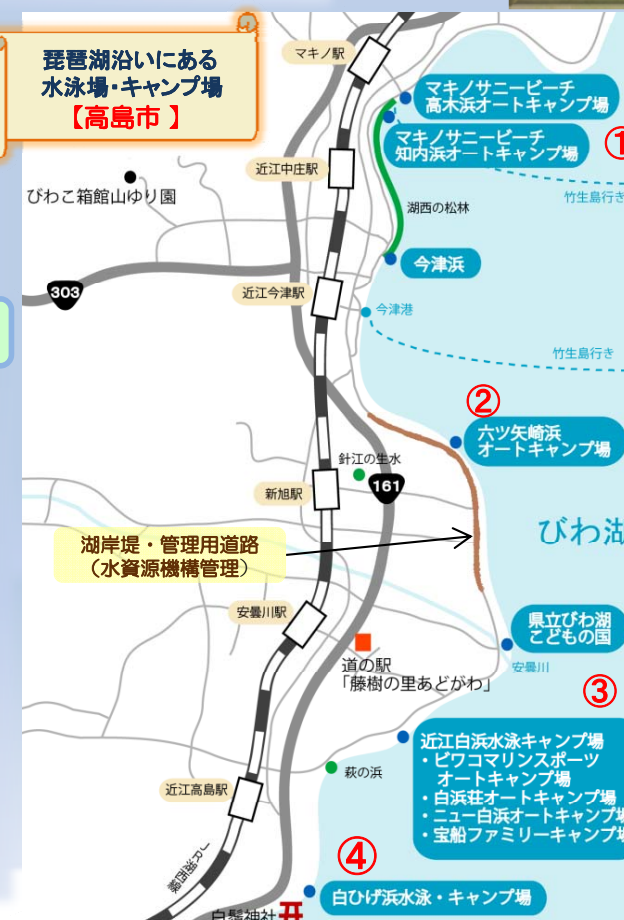 琵琶湖沿いにある
水泳場・キャンプ場
【高島市 】
マキノ駅
マキノサニービーチ
高木浜オートキャンプ場
①
マキノサニービーチ
知内浜オートキャンプ場
近江中庄駅
びわこ箱館山ゆり園
竹生島行き
湖西の松林
今津浜
303
近江今津駅
今津港
竹生島行き
②
六ツ矢崎浜
オートキャンプ場
針江の生水
161
新旭駅
びわ湖
湖岸堤・管理用道路
（水資源機構管理）
安曇川駅
県立びわ湖
こどもの国
道の駅
「藤樹の里あどがわ」
安曇川
③
近江白浜水泳キャンプ場
・ビワコマリンスポーツ
オートキャンプ場
・白浜荘オートキャンプ場
・ニュー白浜オートキャンプ場
・宝船ファミリーキャンプ場
萩の浜
近江高島駅
④
JR湖西線
白ひげ浜水泳・キャンプ場
白鬚神社